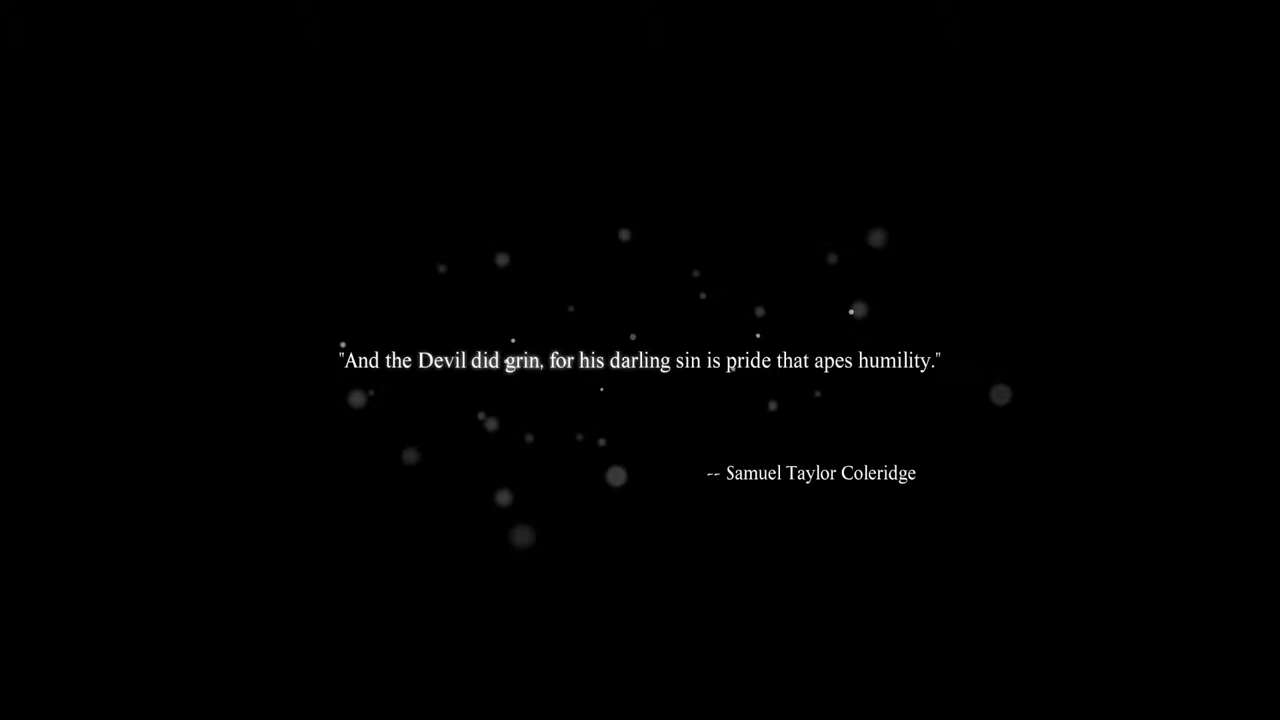 "And the Devil did grin, for his darling sin is pride that apes humility."
-- Samuel Taylor Coleridge